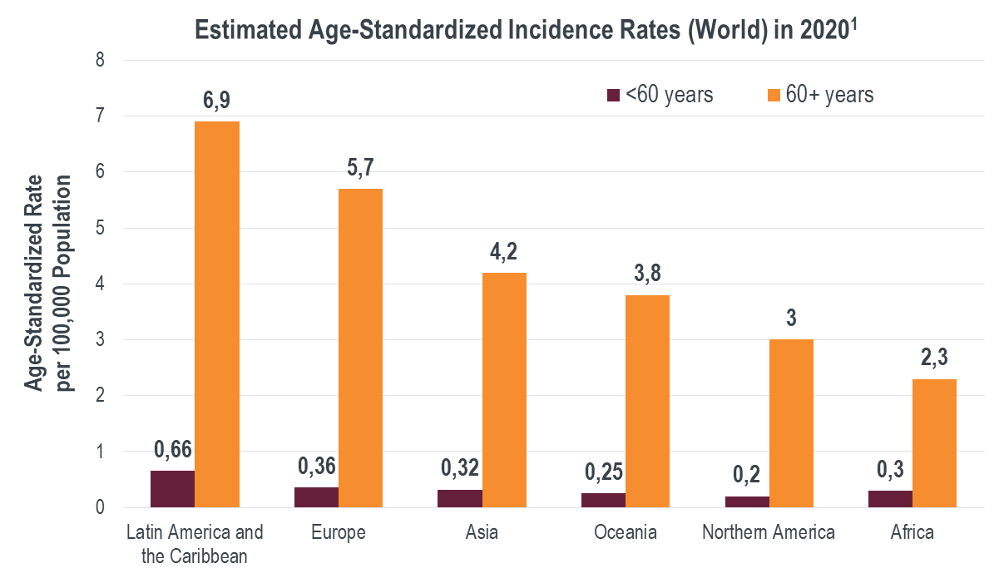 Estimated Age-Standardized Incidence Rates (World) in 2020¹
<60 years
60+ years
Age-Standardized Rate
per 100,000 Population
8
7
6
5
4
3
2
1
0
6,9
5,7
4,2
3,8
3
2,3
0,66
0,36
0,32
0,25
0,2
0,3
Latin America and
the Caribbean
Europe
Asia
Oceania
Northern America
Africa